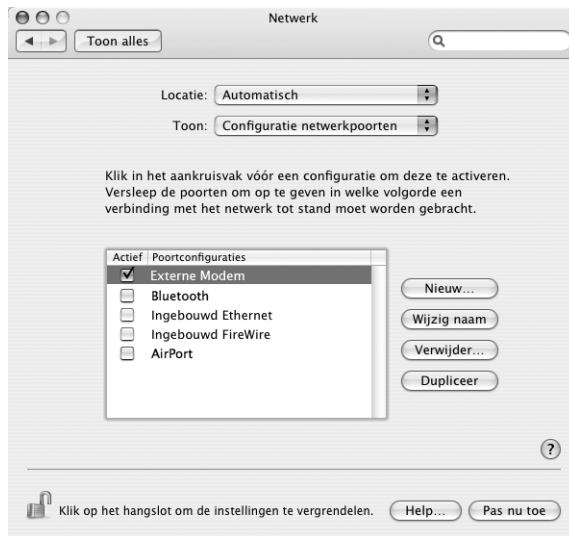 Netwerk
Toon alles
Locatie: Automatisch
Toon: Configuratie netwerkpoorten
Klik in het aankruisvak vóór een configuratie om deze te activeren.
Versleep de poorten om op te geven in welke volgorde een
verbinding met het netwerk tot stand moet worden gebracht.
Actief Poortconfiguraties
Externe Modem
Bluetooth
Ingebouwd Ethernet
Ingebouwd FireWire
AirPort
Nieuw...
Wijzig naam
Verwijder...
Dupliceer
?
Klik op het hangslot om de instellingen te vergrendelen.
Help...
Pas nu toe